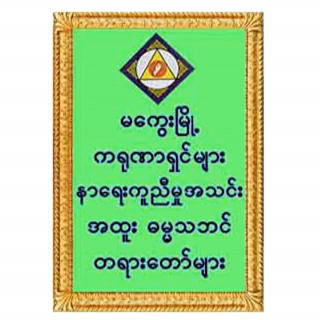 မကွေးမြို့
ကရုဏာရှင်များ
နာရေးကူညီမှုအသင်း
အထူး ဓမ္မသဘင်
တရားတော်များ